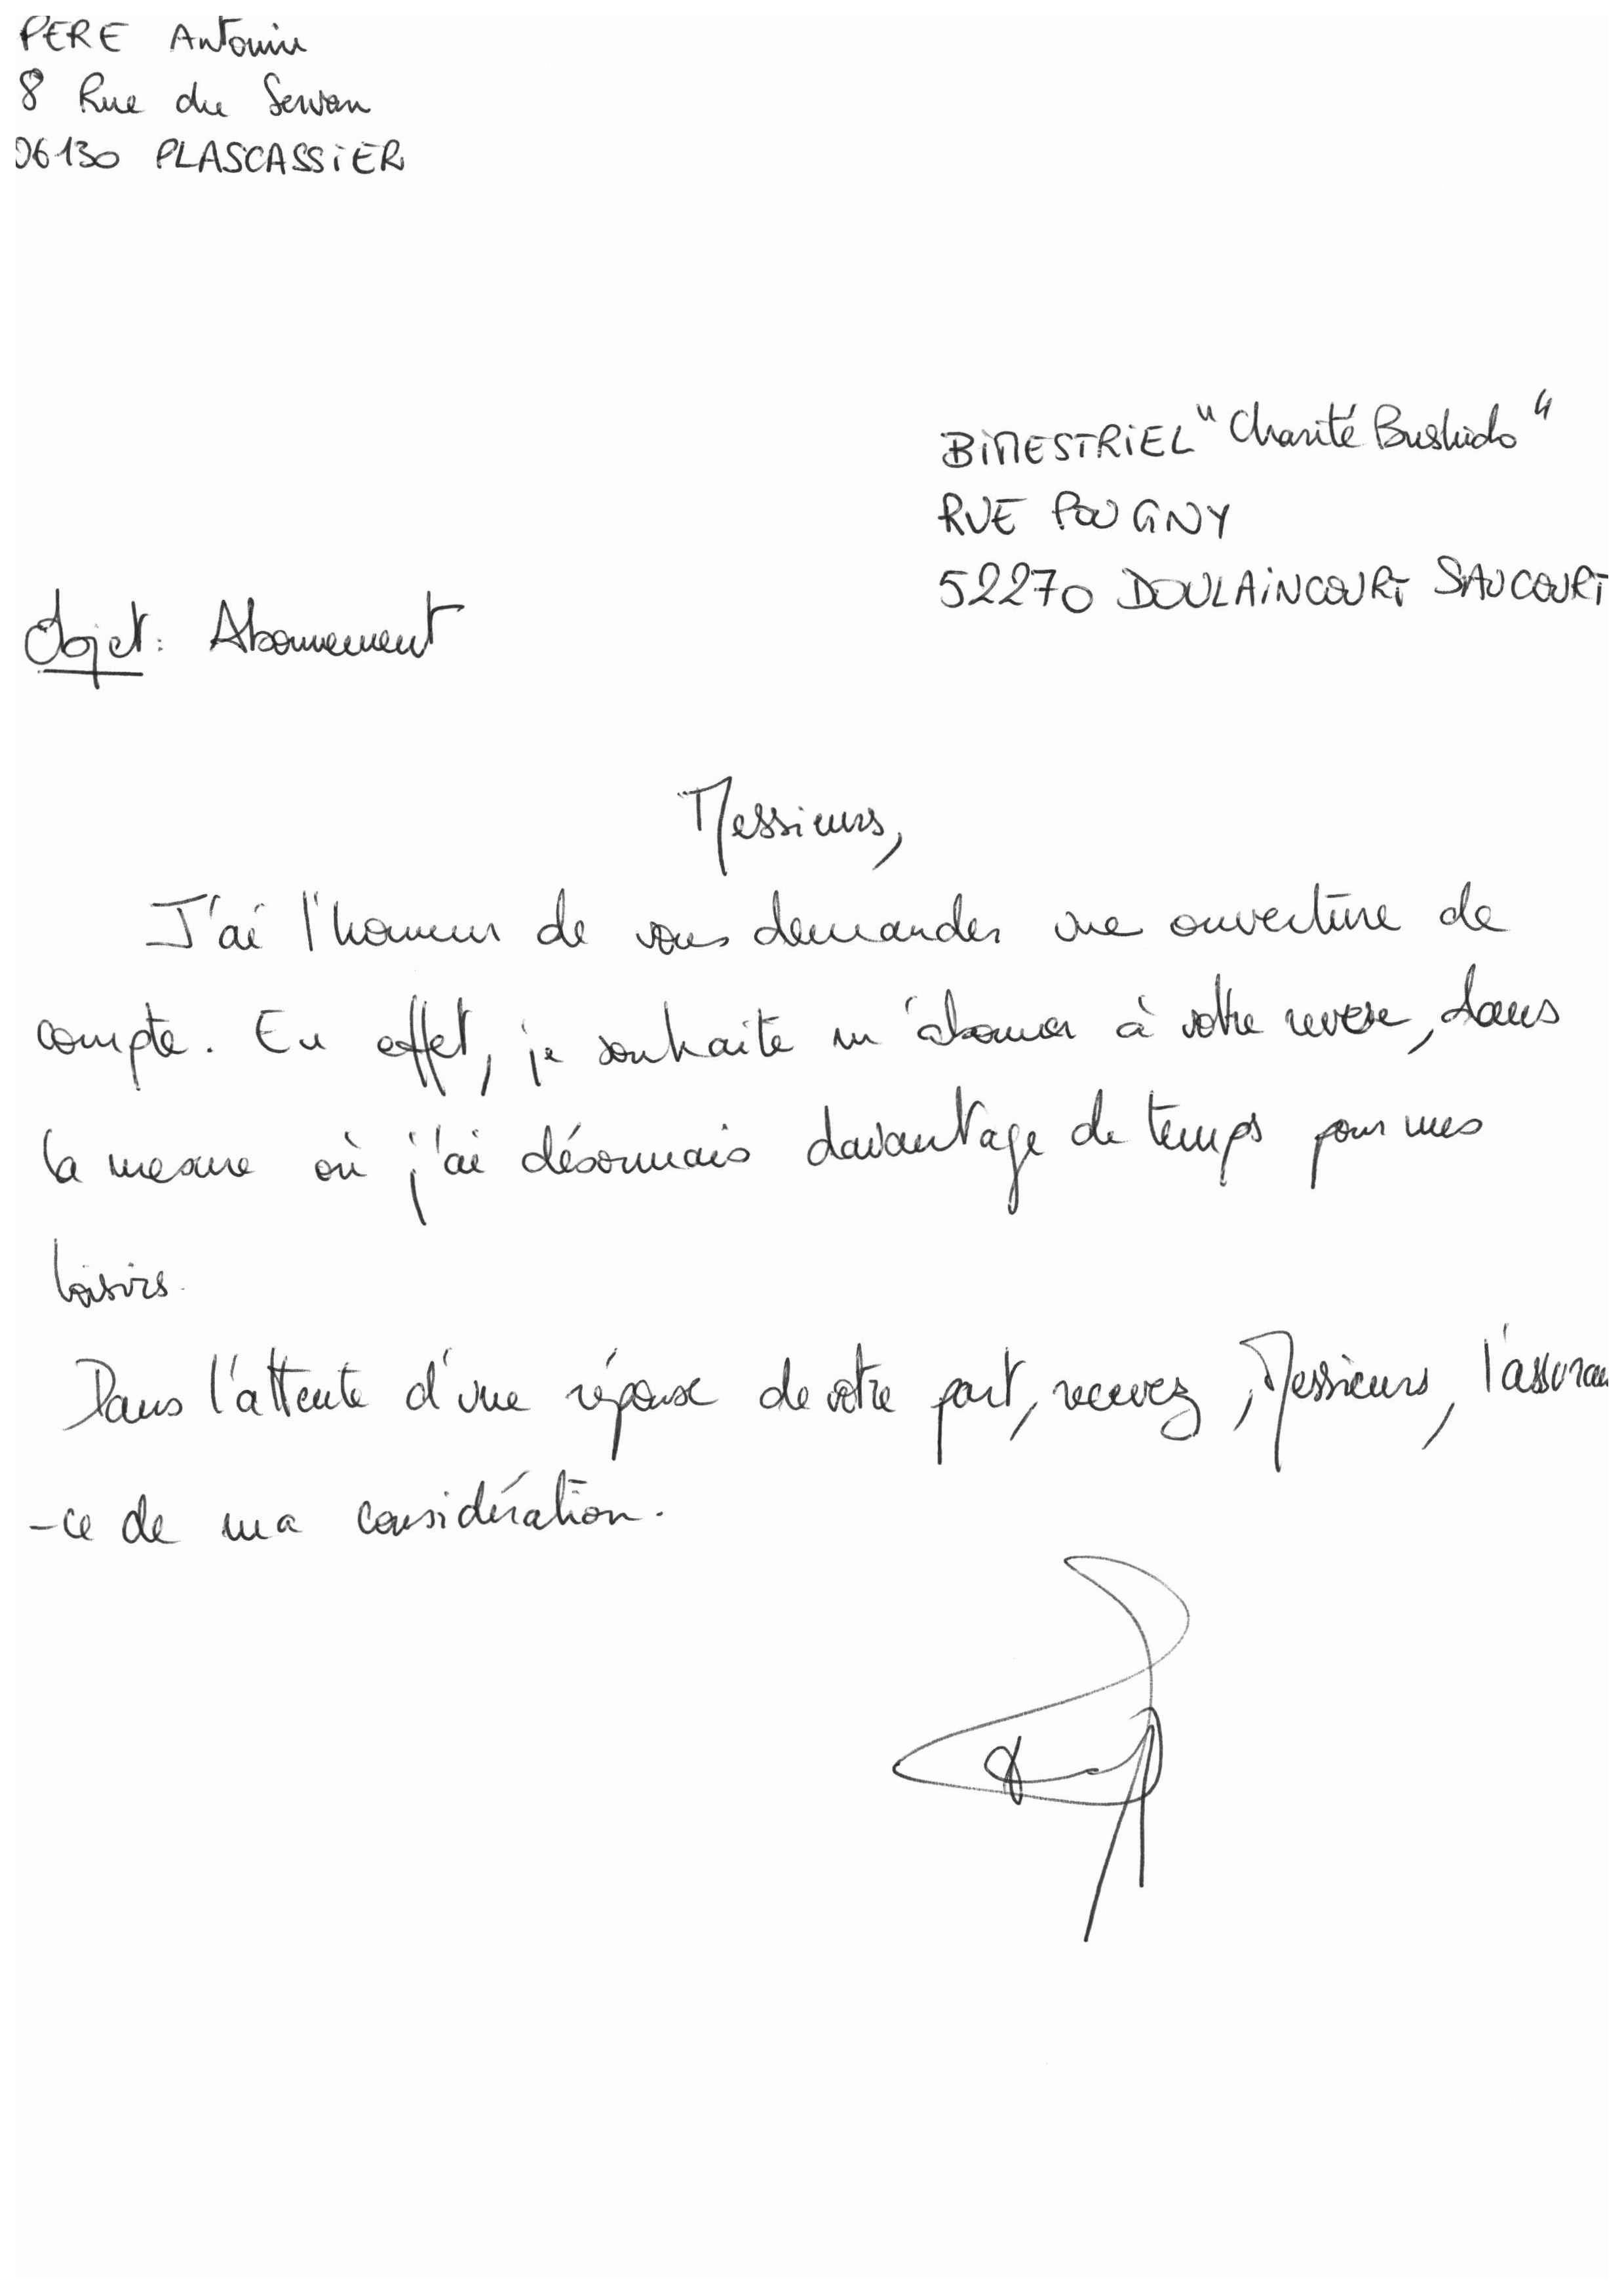 PERE Antonin
8 Rue du Servan
06130 PLASCASSIER
BIMESTRIEL "Charité Bushido"
RUE POUGNY
52270 DOULAINCOURT SAUCOURT
Objet : Abonnement
Messieurs,
J'ai l'honneur de vous demander une ouverture de
compte. En effet, je souhaite m'abonner à votre revue, dans
la mesure où j'ai désormais davantage de temps pour mes
loisirs.
Dans l'attente d'une réponse de votre part, recevez, Messieurs, l'assuran
-ce de ma considération.